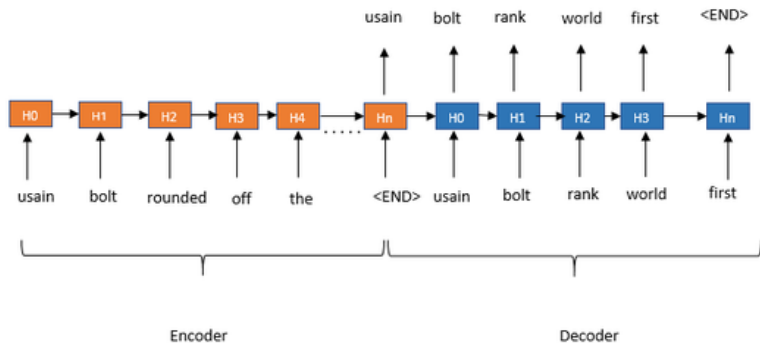 usain bolt rank world first <END>
H0 H1 H2 H3 H4 ..... Hn H0 H1 H2 H3 Hn
usain bolt rounded off the <END> usain bolt rank world first
Encoder Decoder